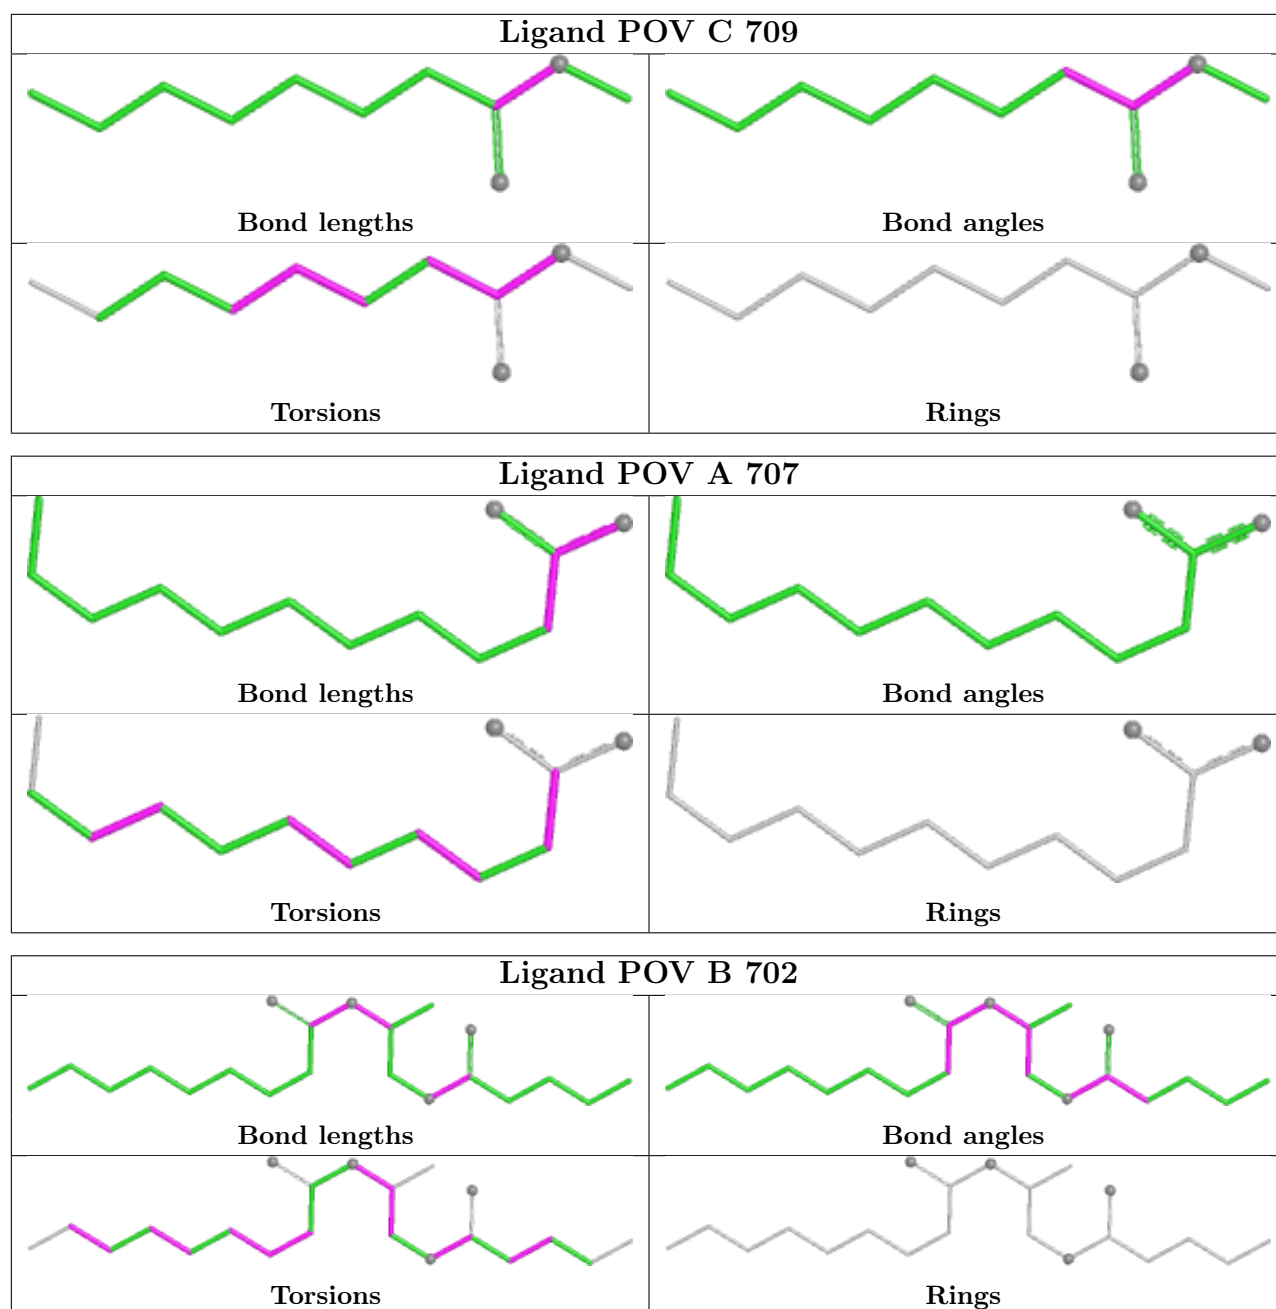 Ligand POV C 709
Bond lengths
Bond angles
Torsions
Rings
Ligand POV A 707
Bond lengths
Bond angles
Torsions
Rings
Ligand POV B 702
Bond lengths
Bond angles
Torsions
Rings